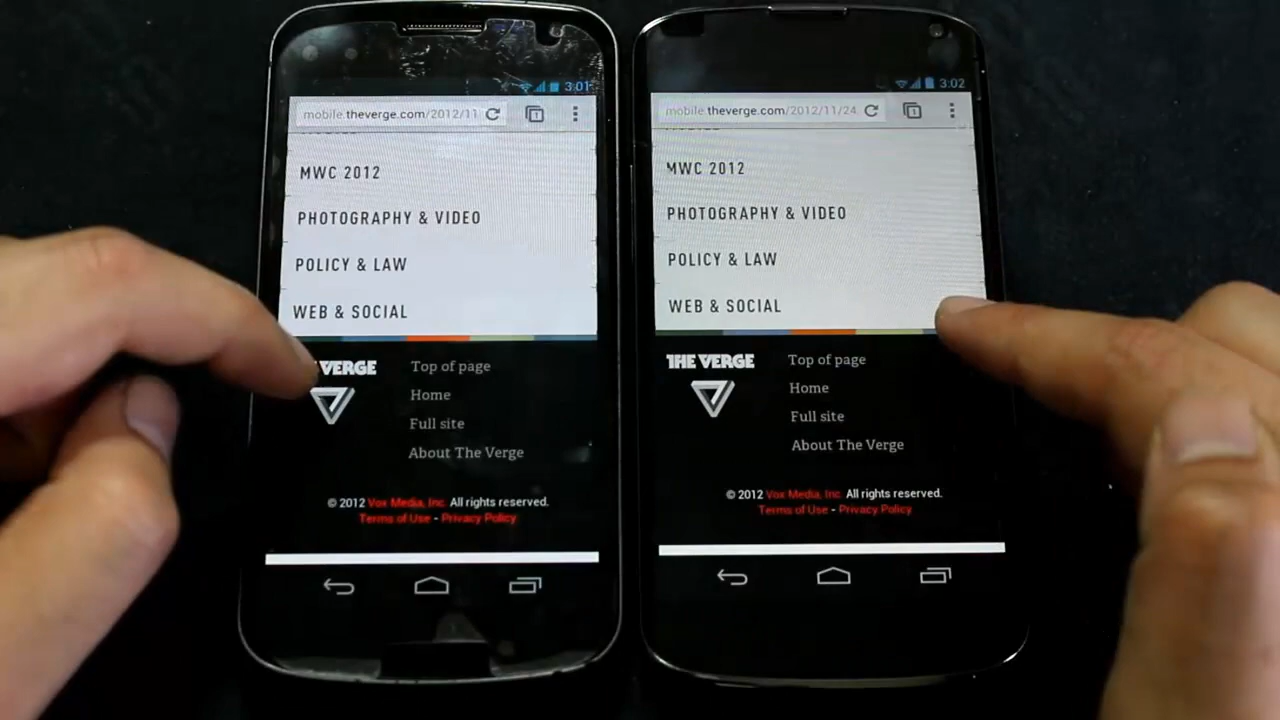 3:01
mobile.theverge.com/2012/11
1
MWC 2012
PHOTOGRAPHY & VIDEO
POLICY & LAW
WEB & SOCIAL
VERGE
Top of page
Home
Full site
About The Verge
© 2012 Vox Media, Inc. All rights reserved.
Terms of Use - Privacy Policy
3:02
mobile.theverge.com/2012/11/24
1
MWC 2012
PHOTOGRAPHY & VIDEO
POLICY & LAW
WEB & SOCIAL
THE VERGE
Top of page
Home
Full site
About The Verge
© 2012 Vox Media, Inc. All rights reserved.
Terms of Use - Privacy Policy